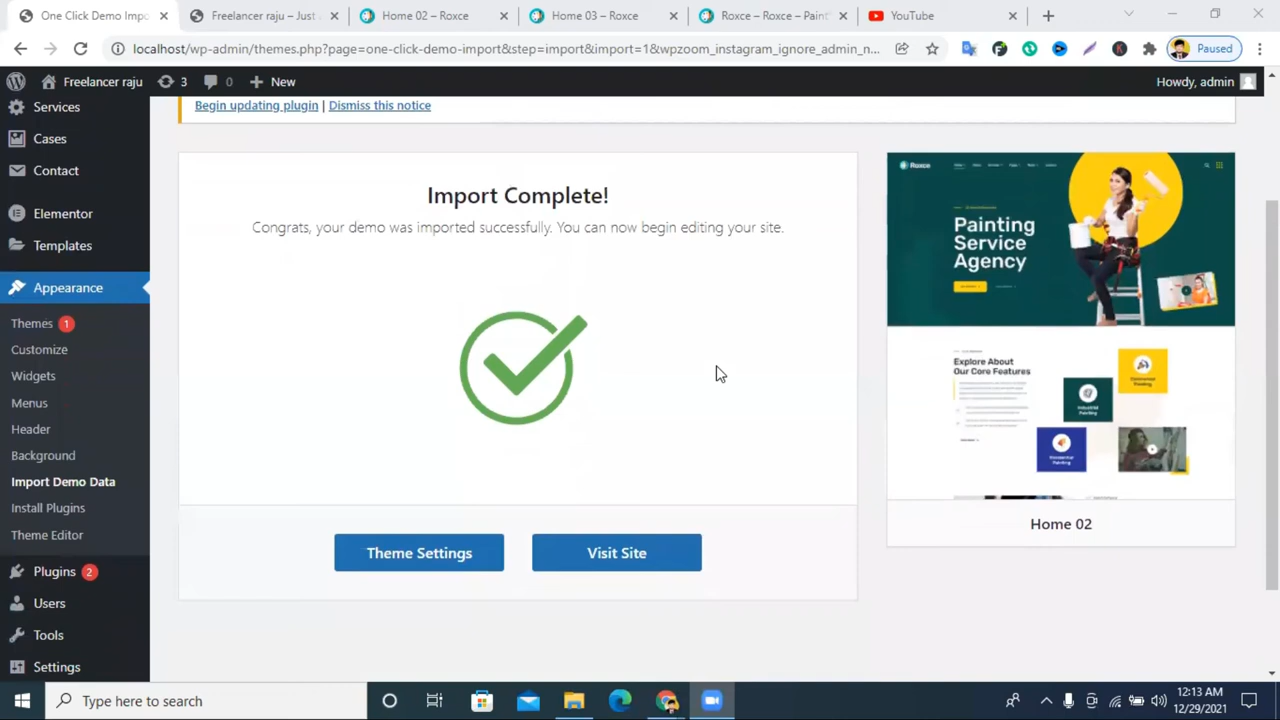 One Click Demo Impo
Freelancer raju – Just a
Home 02 – Roxce
Home 03 – Roxce
Roxce – Roxce – Paint
YouTube
localhost/wp-admin/themes.php?page=one-click-demo-import&step=import&import=1&wpzoom_instagram_ignore_admin_n...
Paused
Freelancer raju
3
0
New
Howdy, admin
Services
Cases
Contact
Elementor
Templates
Appearance
Themes 1
Customize
Widgets
Menus
Header
Background
Import Demo Data
Install Plugins
Theme Editor
Plugins 2
Users
Tools
Settings
Begin updating plugin | Dismiss this notice
Import Complete!
Congrats, your demo was imported successfully. You can now begin editing your site.
Theme Settings
Visit Site
Roxce
Painting
Service
Agency
Explore About
Our Core Features
Home 02
Type here to search
12:13 AM
12/29/2021